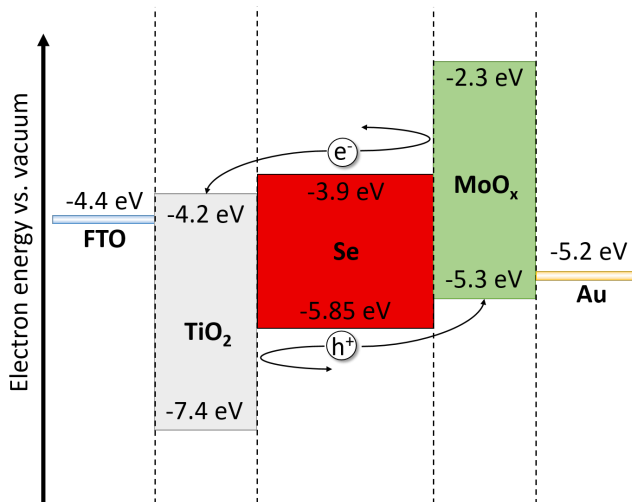 Electron energy vs. vacuum
-4.4 eV
FTO
-4.2 eV
TiO₂
-7.4 eV
e⁻
-3.9 eV
Se
-5.85 eV
h⁺
-2.3 eV
MoOₓ
-5.3 eV
-5.2 eV
Au